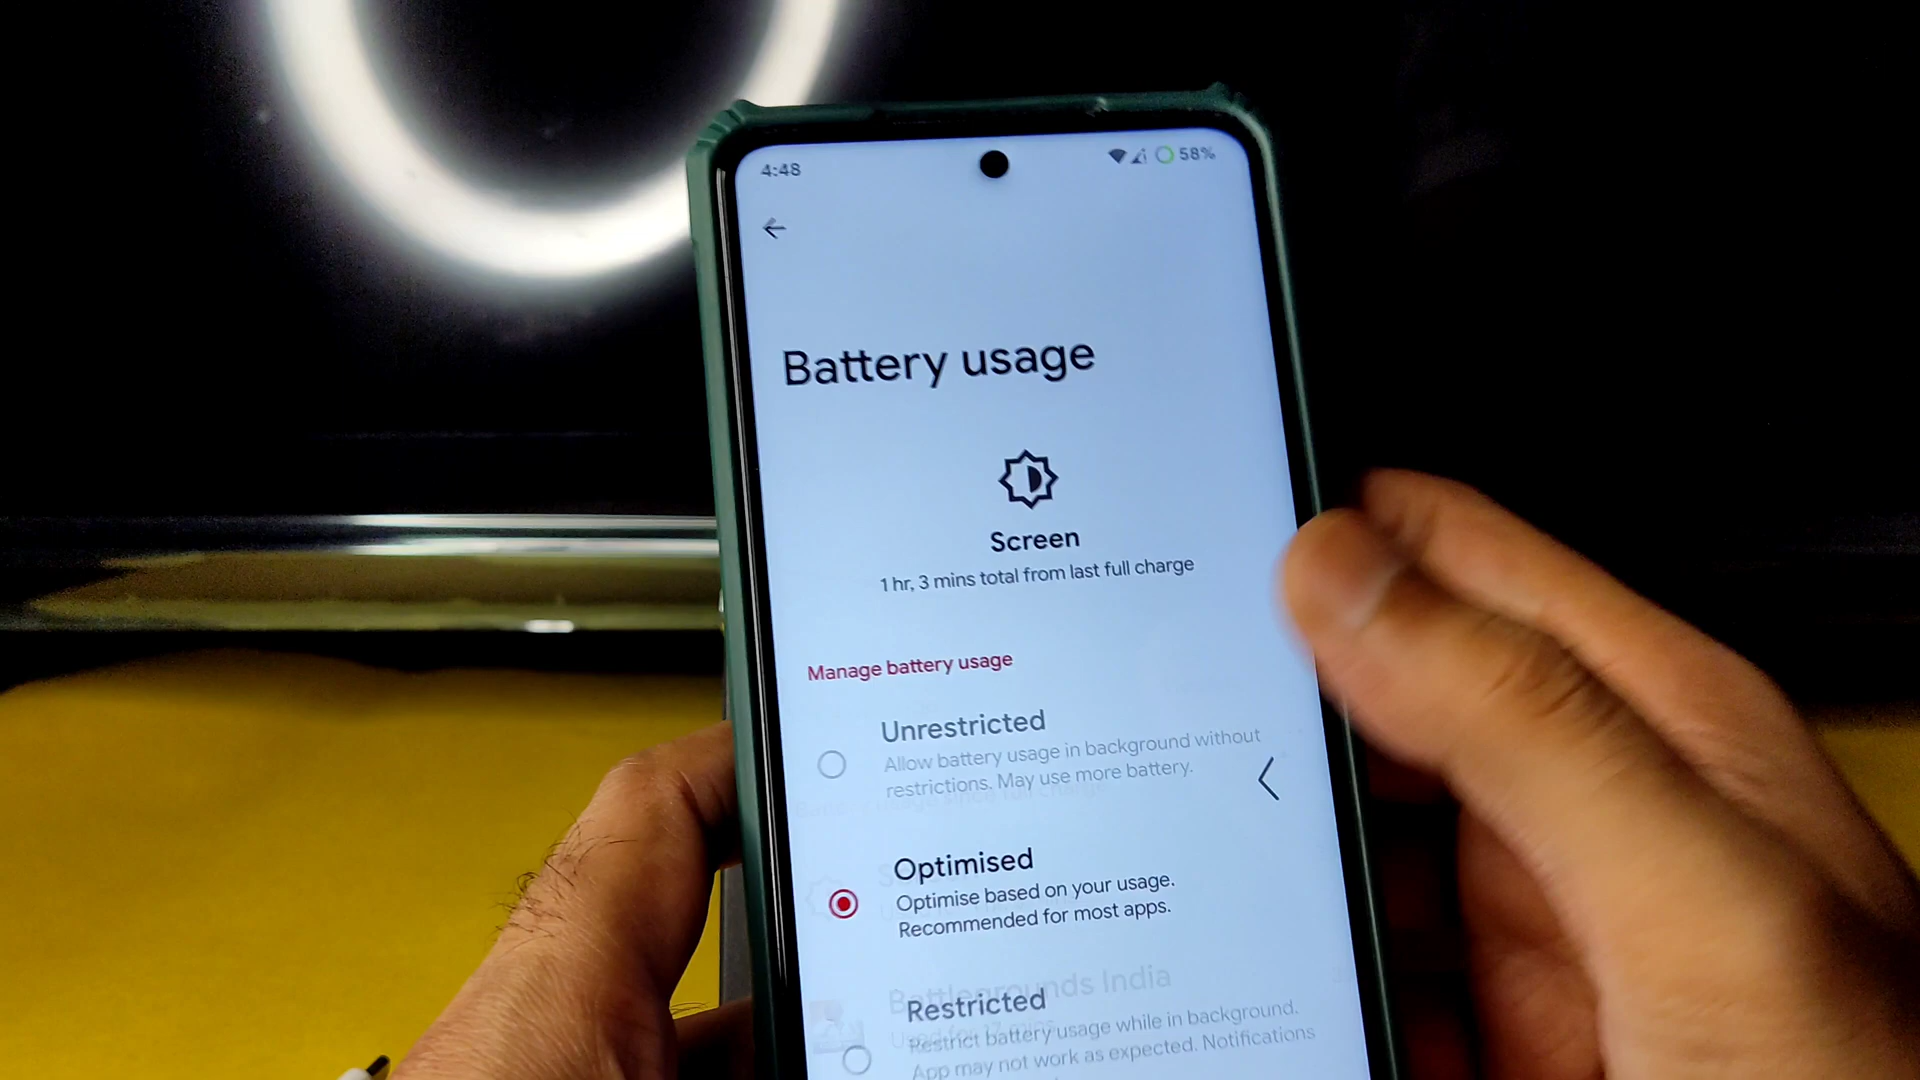 4:48
58%
Battery usage
Screen
1 hr, 3 mins total from last full charge
Manage battery usage
Unrestricted
Allow battery usage in background without
restrictions. May use more battery.
Optimised
Optimise based on your usage.
Recommended for most apps.
Battlegrounds India
Restricted
Restrict battery usage while in background.
App may not work as expected. Notifications